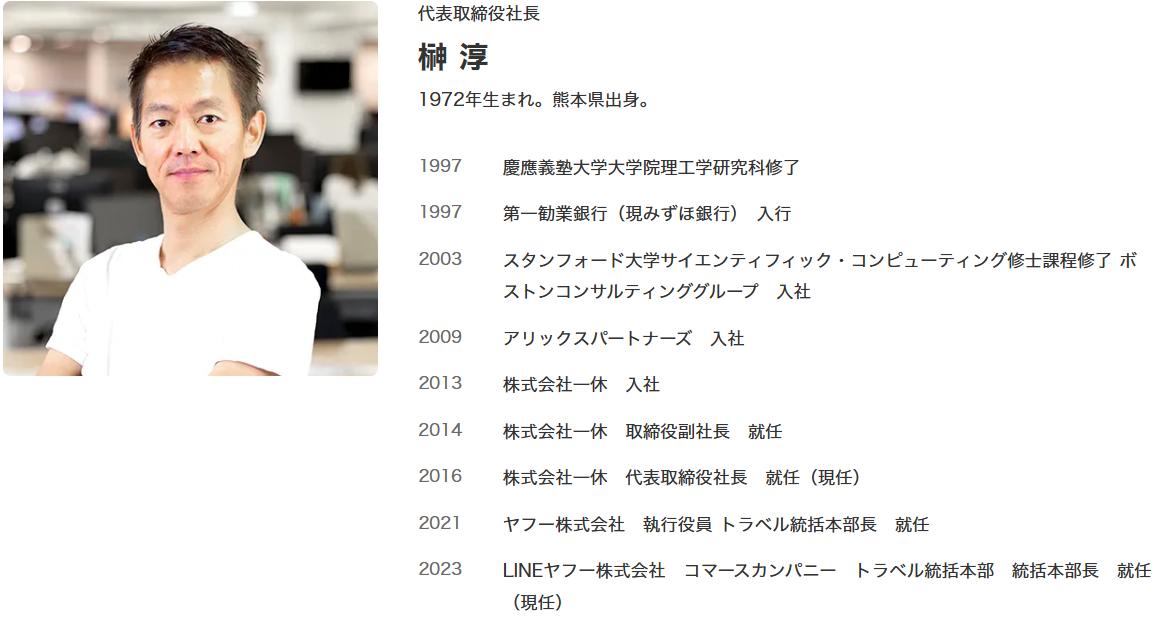 代表取締役社長
榊 淳
1972年生まれ。熊本県出身。
1997 慶應義塾大学大学院理工学研究科修了
1997 第一勧業銀行（現みずほ銀行） 入行
2003 スタンフォード大学サイエンティフィック・コンピューティング修士課程修了 ボ
ストンコンサルティンググループ　入社
2009 アリックスパートナーズ　入社
2013 株式会社一休　入社
2014 株式会社一休　取締役副社長　就任
2016 株式会社一休　代表取締役社長　就任（現任）
2021 ヤフー株式会社　執行役員 トラベル統括本部長　就任
2023 LINEヤフー株式会社　コマースカンパニー　トラベル統括本部　統括本部長　就任
（現任）